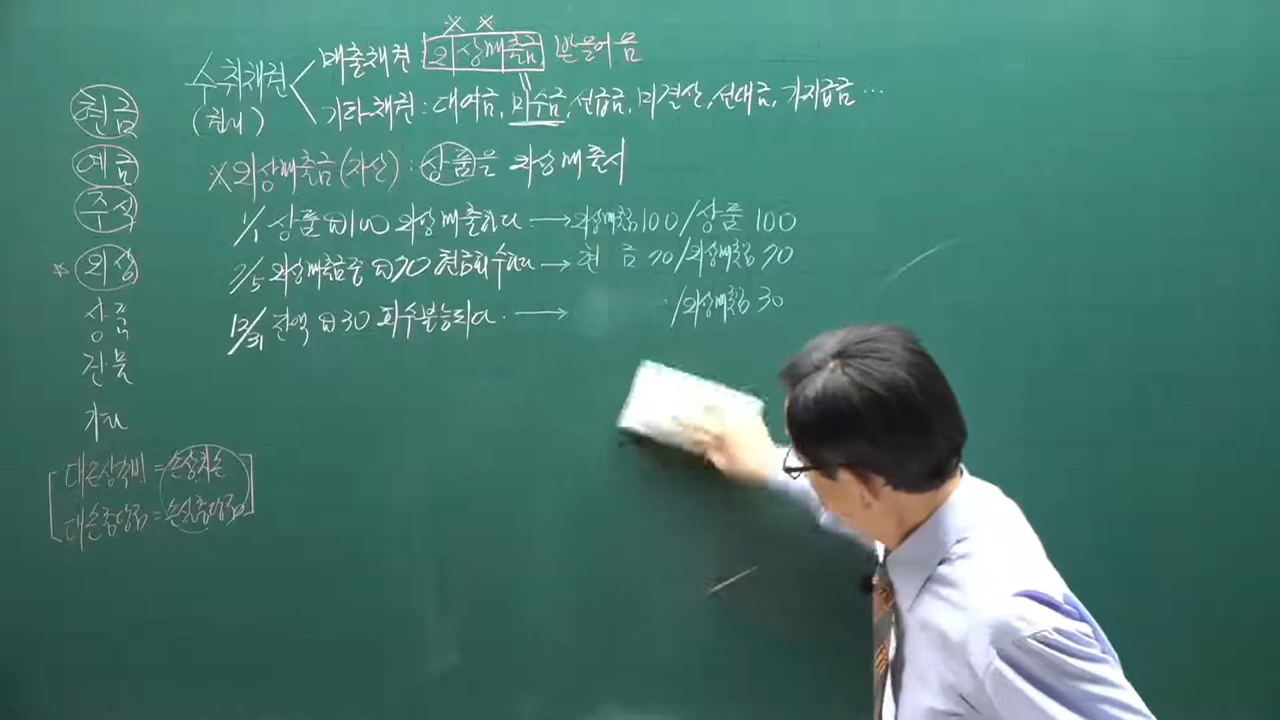 ※ ※
수취채권
(권리)
매출채권 외상매출금 받을어음
기타채권 : 대여금, 미수금, 선급금, 미결산, 선대금, 가지급금 …
※외상매출금(자산) : 상품을 외상매출시
1/1 상품 ₩100 외상매출하다. → 외상매출금 100 / 상품 100
7/5 외상매출금 중 ₩70 현금회수하다 → 현금 70 / 외상매출금 70
12/31 잔액 ₩30 회수불능되다. → / 외상매출금 30
현금
예금
주식
* 외상
상품
건물
기타
대손상각비 = 손상차손
대손충당금 = 손실충당금